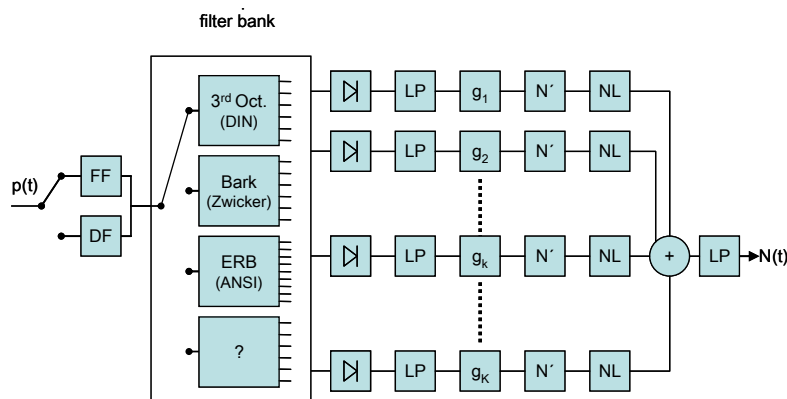 filter bank
p(t)
FF
DF
3rd Oct.
(DIN)
Bark
(Zwicker)
ERB
(ANSI)
?
LP g1 N´ NL
LP g2 N´ NL
LP gk N´ NL
LP gK N´ NL
+ LP N(t)